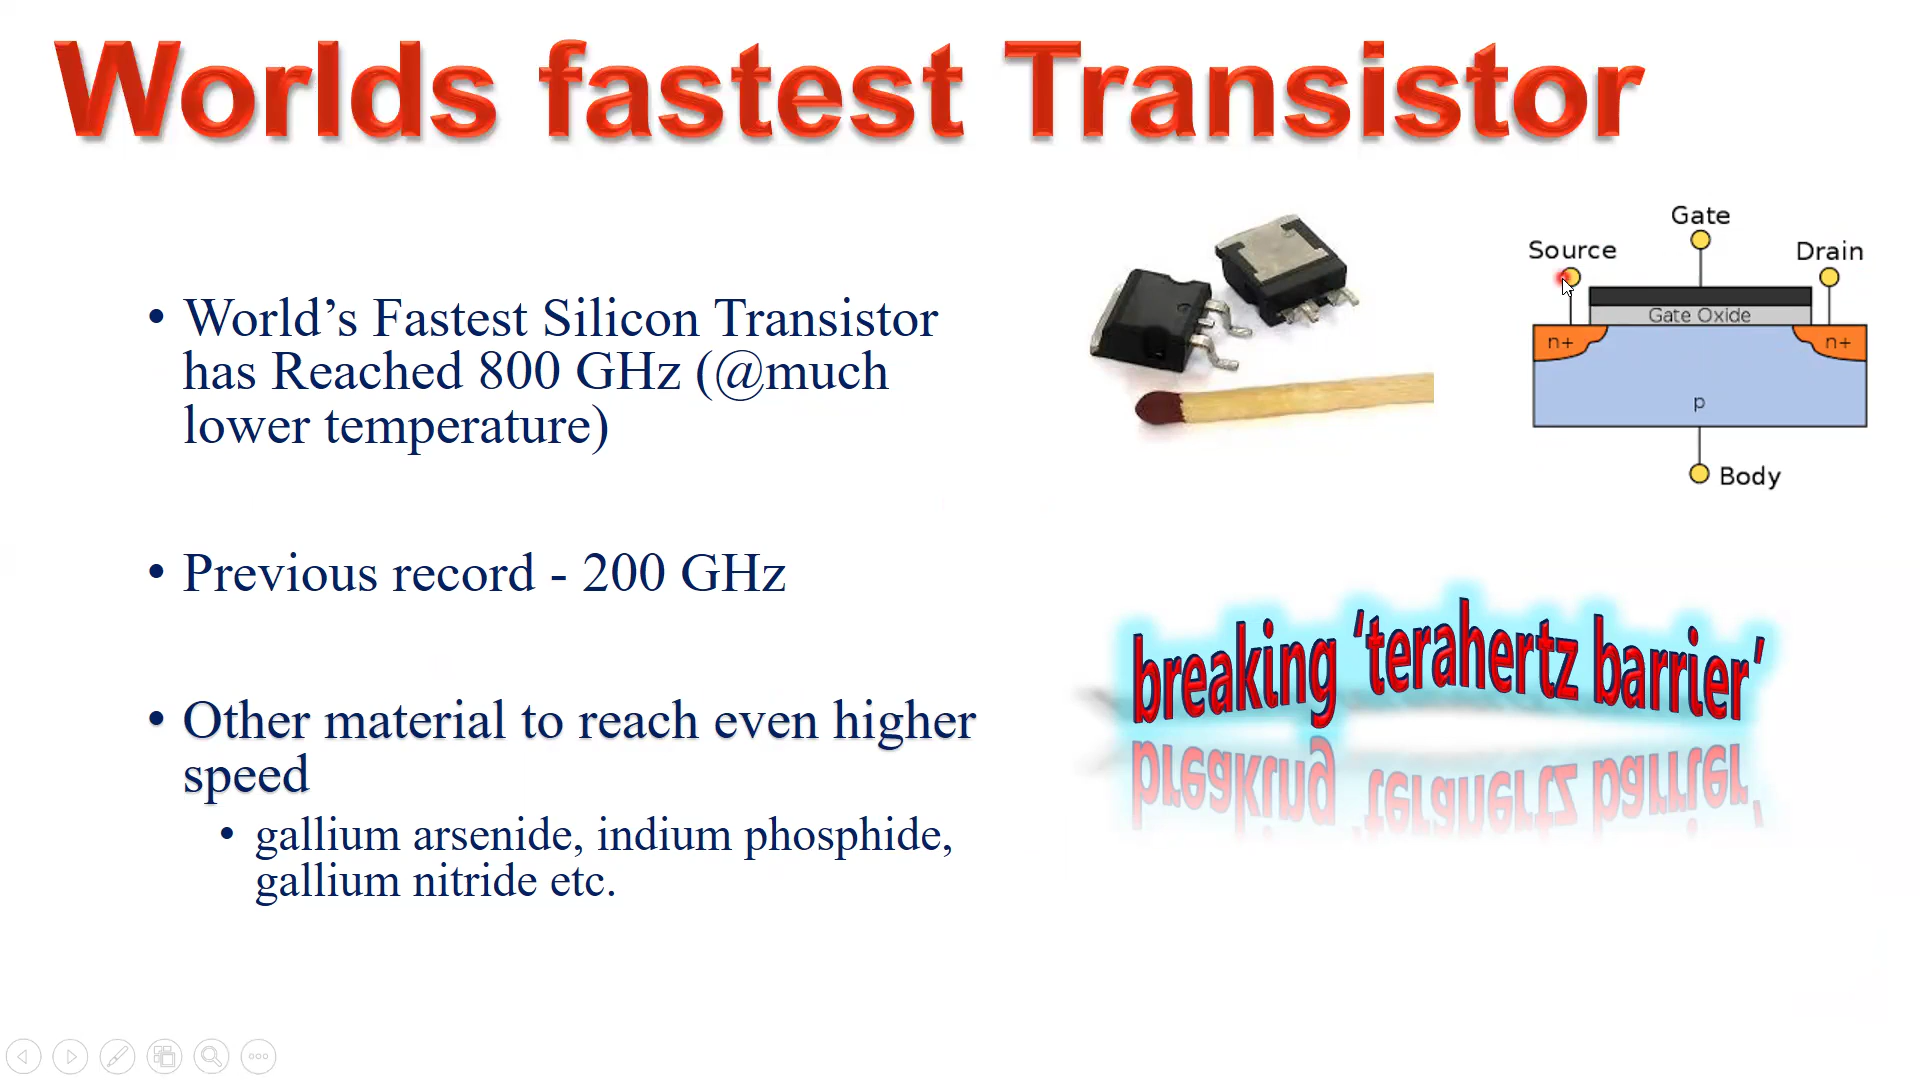 Worlds fastest Transistor
• World’s Fastest Silicon Transistor
has Reached 800 GHz (@much
lower temperature)
• Previous record - 200 GHz
• Other material to reach even higher
speed
• gallium arsenide, indium phosphide,
gallium nitride etc.
Gate
Source
Drain
Gate Oxide
n+
n+
p
Body
breaking ‘terahertz barrier’